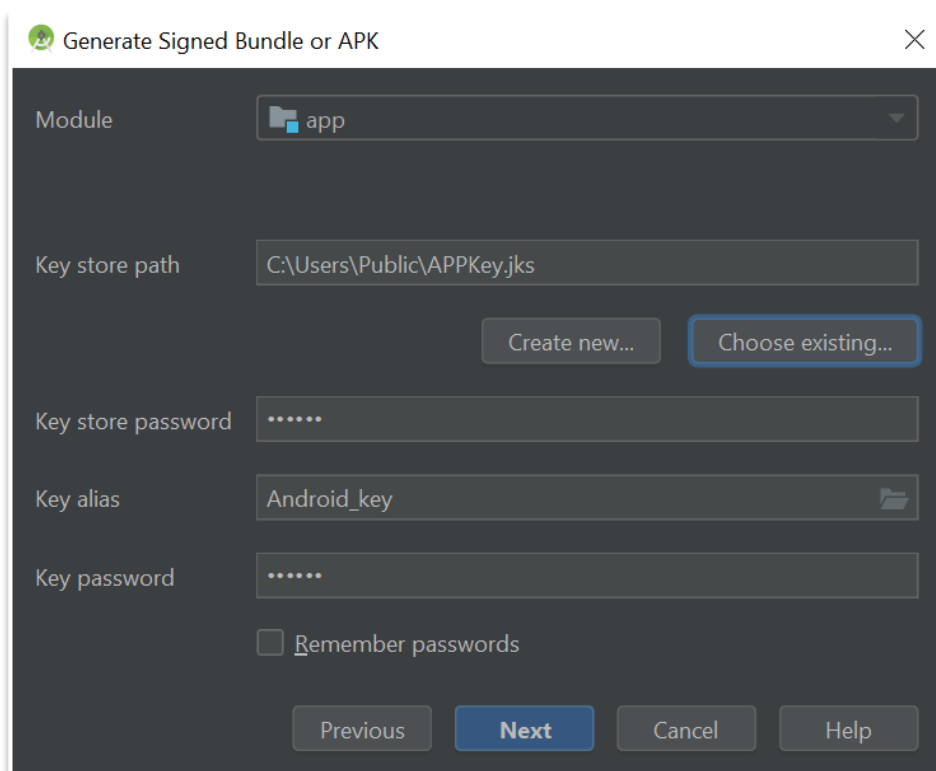 Generate Signed Bundle or APK
Module
app
Key store path
C:\Users\Public\APPKey.jks
Create new...
Choose existing...
Key store password
••••••
Key alias
Android_key
Key password
••••••
Remember passwords
Previous
Next
Cancel
Help